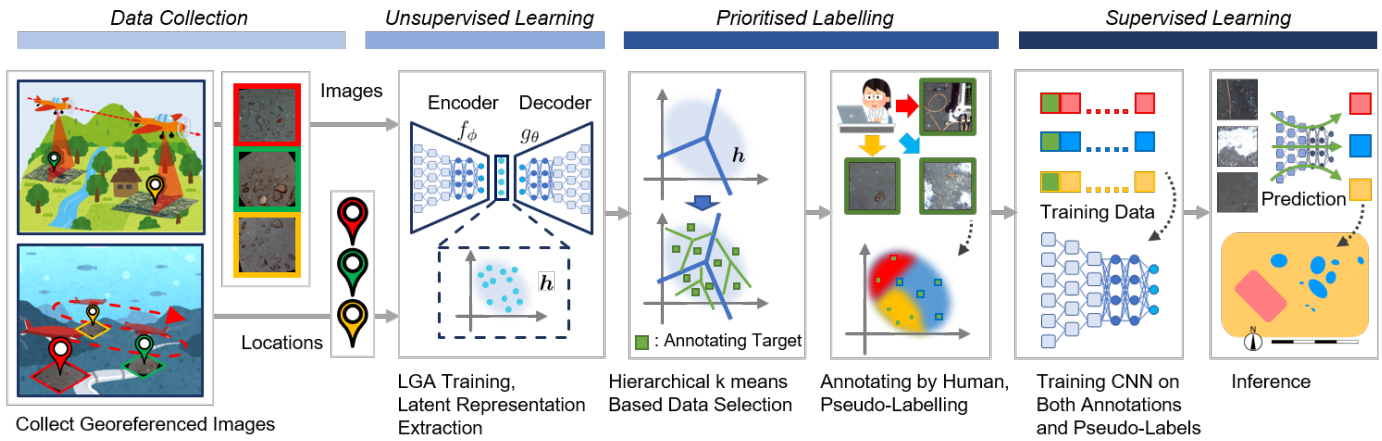 Data Collection
Unsupervised Learning
Prioritised Labelling
Supervised Learning
Images
Locations
Collect Georeferenced Images
Encoder
Decoder
f_ϕ
g_θ
h
LGA Training,
Latent Representation
Extraction
h
: Annotating Target
Hierarchical k means
Based Data Selection
Annotating by Human,
Pseudo-Labelling
Training Data
Training CNN on
Both Annotations
and Pseudo-Labels
Prediction
N
Inference